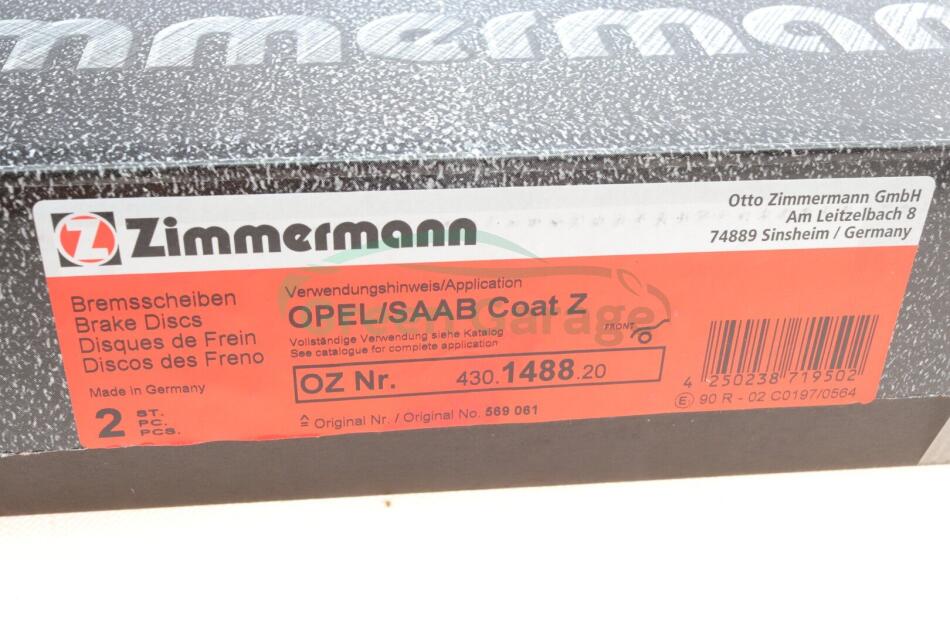 mmermann
Zimmermann
Otto Zimmermann GmbH
Am Leitzelbach 8
74889 Sinsheim / Germany
Bremsscheiben
Brake Discs
Disques de Frein
Discos des Freno
Made in Germany
2 ST.
PC.
PCS.
Verwendungshinweis/Application
OPEL/SAAB Coat Z
Vollständige Verwendung siehe Katalog
See catalogue for complete application
FRONT
OZ Nr. 430.1488.20
≙ Original Nr. / Original No. 569 061
4 250238 719502
E 90 R - 02 C0197/0564
Green Garage